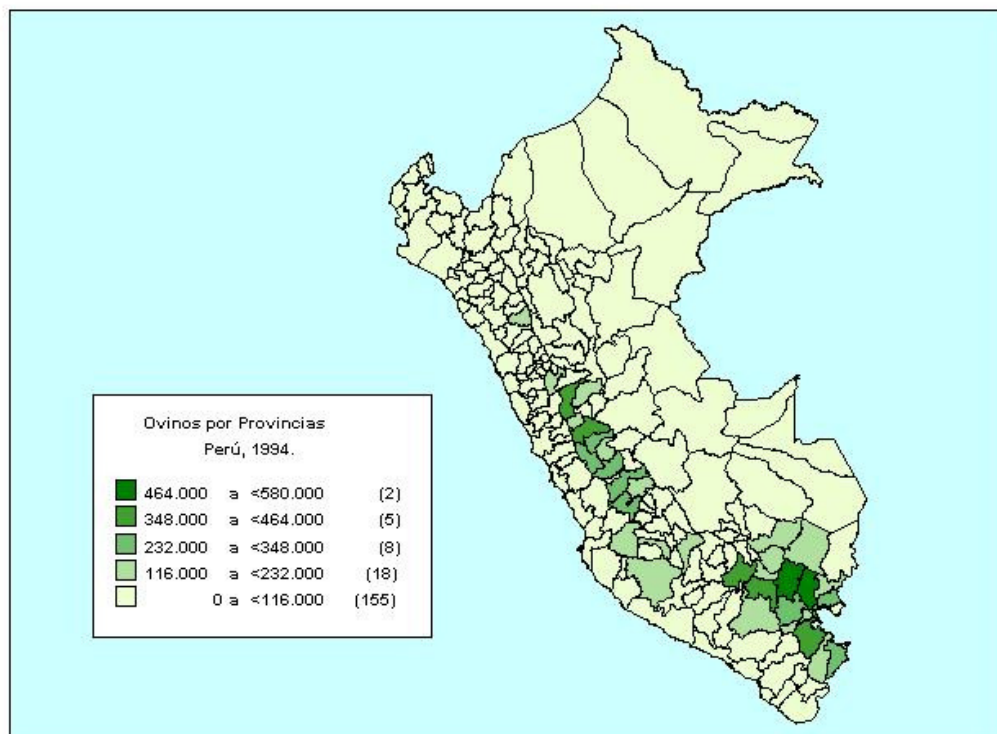 Ovinos por Provincias
Perú, 1994.
464.000 a <580.000 (2)
348.000 a <464.000 (5)
232.000 a <348.000 (8)
116.000 a <232.000 (18)
0 a <116.000 (155)